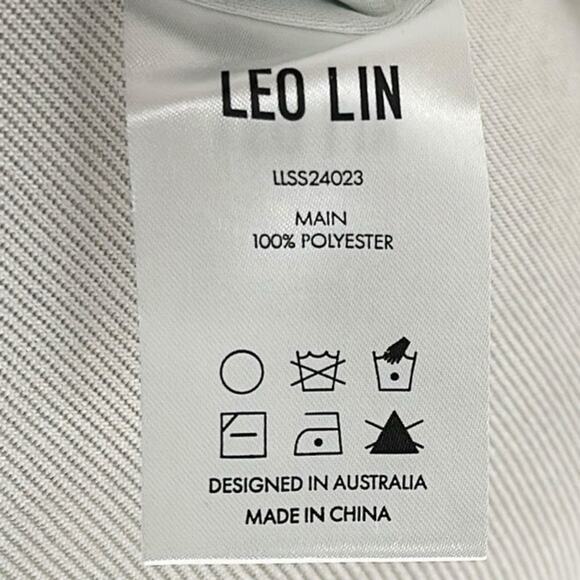 LEO LIN
LLSS24023
MAIN
100% POLYESTER
DESIGNED IN AUSTRALIA
MADE IN CHINA